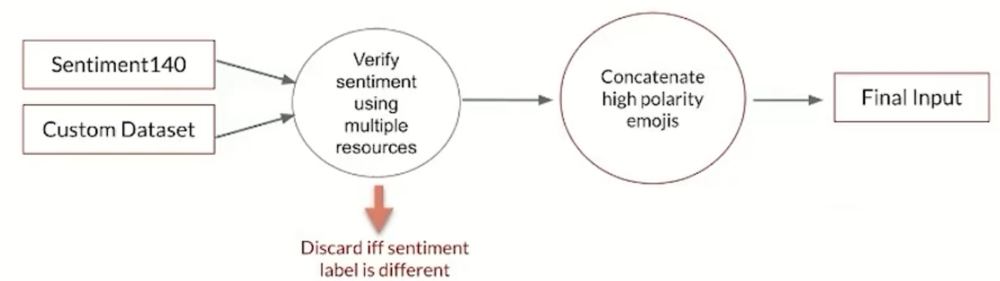 Sentiment140
Custom Dataset
Verify
sentiment
using
multiple
resources
Discard iff sentiment
label is different
Concatenate
high polarity
emojis
Final Input